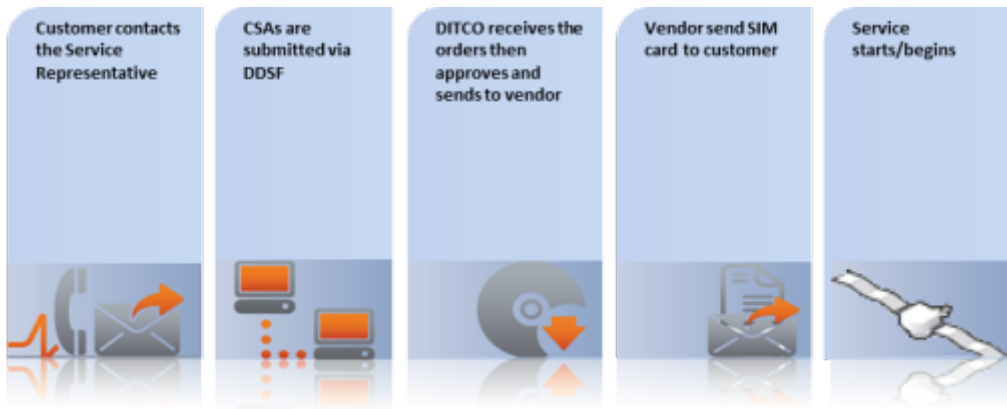 Customer contacts
the Service
Representative
CSAs are
submitted via
DDSF
DITCO receives the
orders then
approves and
sends to vendor
Vendor send SIM
card to customer
Service
starts/begins